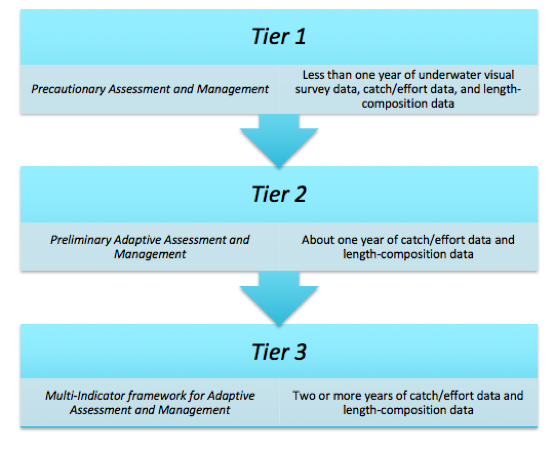 Tier 1
Precautionary Assessment and Management
Less than one year of underwater visual
survey data, catch/effort data, and length-
composition data
Tier 2
Preliminary Adaptive Assessment and
Management
About one year of catch/effort data and
length-composition data
Tier 3
Multi-Indicator framework for Adaptive
Assessment and Management
Two or more years of catch/effort data and
length-composition data